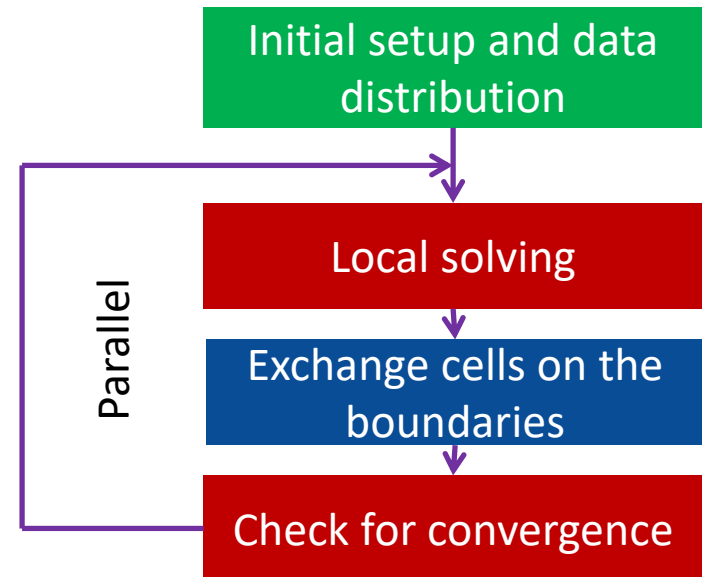 Initial setup and data
distribution
Local solving
Parallel
Exchange cells on the
boundaries
Check for convergence